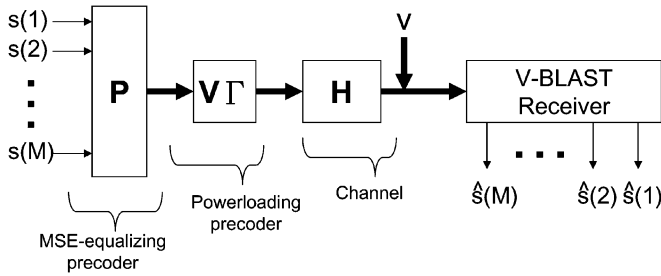 s(1)
s(2)
s(M)
P
VΓ
H
v
V-BLAST
Receiver
ŝ(M)
ŝ(2)
ŝ(1)
MSE-equalizing
precoder
Powerloading
precoder
Channel